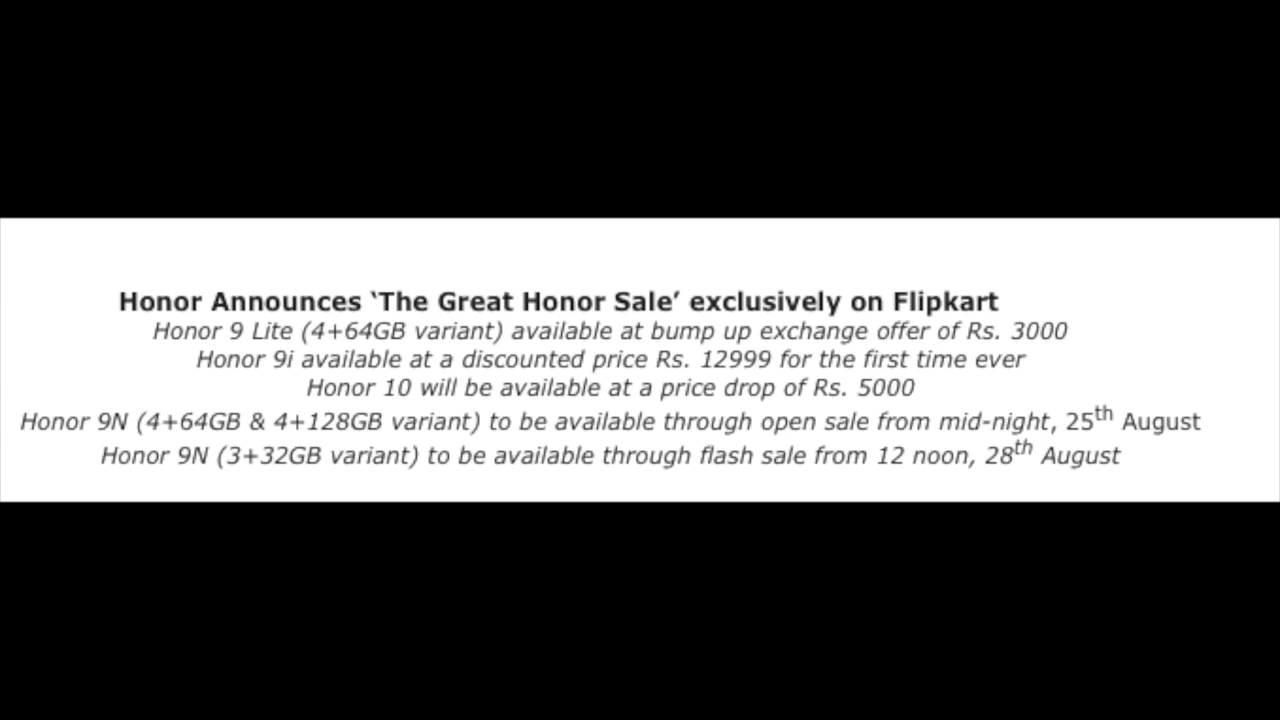 Honor Announces ‘The Great Honor Sale’ exclusively on Flipkart
Honor 9 Lite (4+64GB variant) available at bump up exchange offer of Rs. 3000
Honor 9i available at a discounted price Rs. 12999 for the first time ever
Honor 10 will be available at a price drop of Rs. 5000
Honor 9N (4+64GB & 4+128GB variant) to be available through open sale from mid-night, 25th August
Honor 9N (3+32GB variant) to be available through flash sale from 12 noon, 28th August